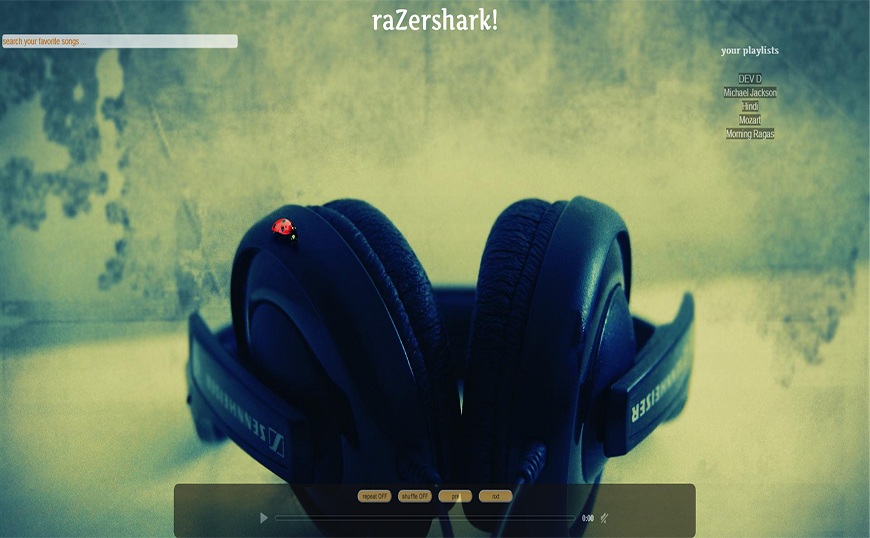 raZershark!
search your favorite songs ...
your playlists
DEV D
Michael Jackson
Hindi
Mozart
Morning Ragas
SENNHEISER
SENNHEISER
repeat OFF
shuffle OFF
pre
nxt
0:00